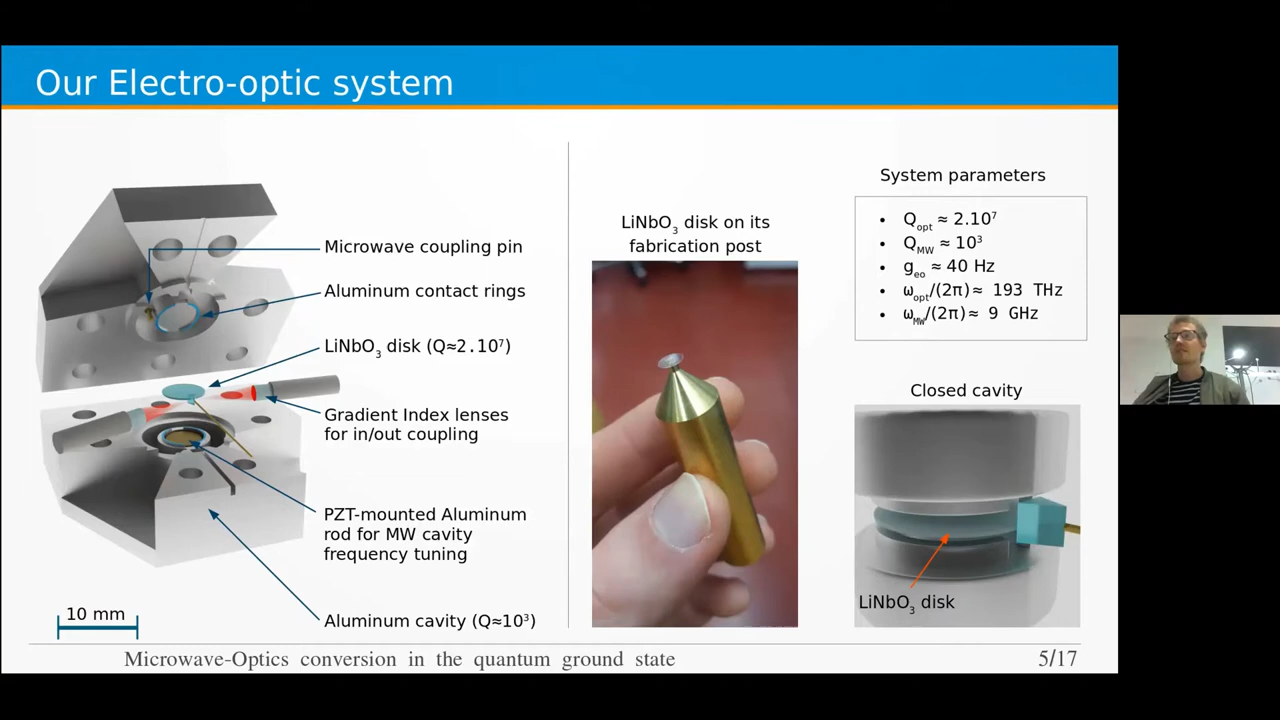 Our Electro-optic system
Microwave coupling pin
Aluminum contact rings
LiNbO₃ disk (Q≈2.10⁷)
Gradient Index lenses
for in/out coupling
PZT-mounted Aluminum
rod for MW cavity
frequency tuning
Aluminum cavity (Q≈10³)
10 mm
LiNbO₃ disk on its
fabrication post
System parameters
• Q_opt ≈ 2.10⁷
• Q_MW ≈ 10³
• g_eo ≈ 40 Hz
• ω_opt/(2π)≈ 193 THz
• ω_MW/(2π)≈ 9 GHz
Closed cavity
LiNbO₃ disk
Microwave-Optics conversion in the quantum ground state
5/17